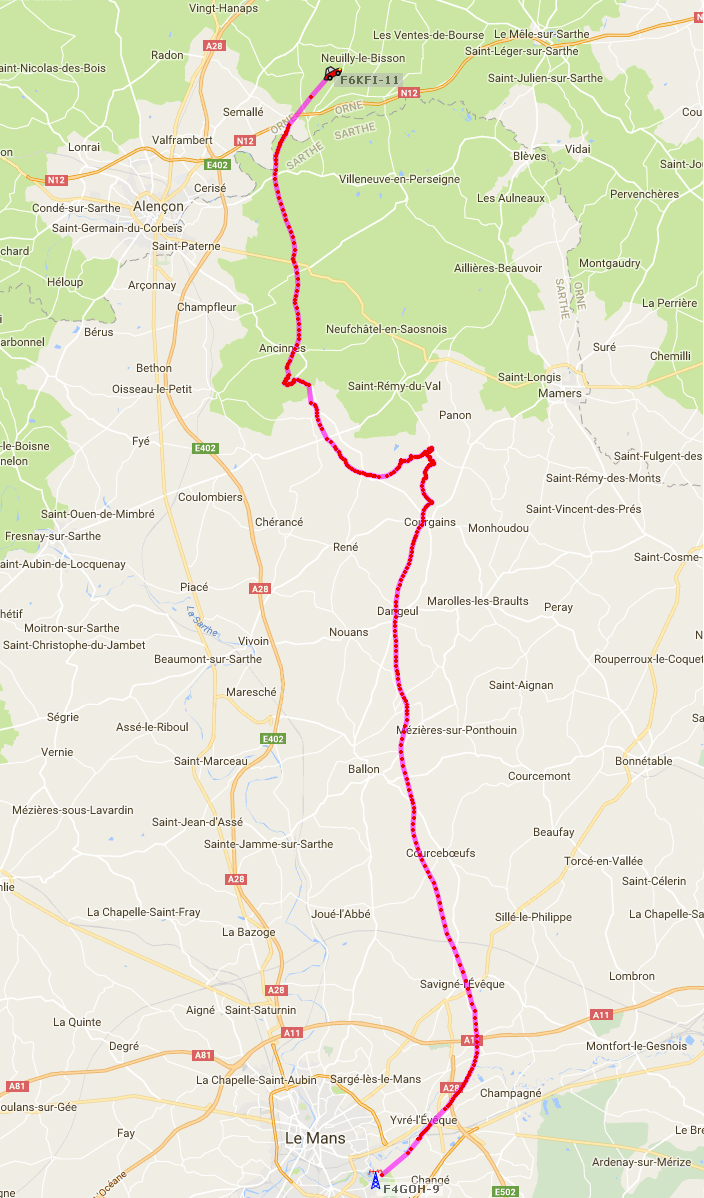 Vingt-Hanaps
Les Ventes-de-Bourse
Le Mêle-sur-Sarthe
A28
Radon
Neuilly-le-Bisson
Saint-Léger-sur-Sarthe
aint-Nicolas-des-Bois
F6KFI-11
Saint-Julien-sur-Sarthe
N12
Semallé
ORNE
ORNE
SARTHE
SARTHE
Cou
Valframbert
N12
Lonrai
E402
Blèves
Vidai
Saint-Jo
on
N12
Cerisé
Villeneuve-en-Perseigne
Condé-sur-Sarthe
Alençon
Les Aulneaux
Pervenchères
Saint-Germain-du-Corbéis
Saint-Paterne
chard
Aillières-Beauvoir
Montgaudry
Héloup
Arçonnay
ORNE
SARTHE
Champfleur
La Perrière
Bérus
Neufchâtel-en-Saosnois
arbonnel
Ancinnes
Suré
Chemilli
Bethon
Oisseau-le-Petit
Saint-Rémy-du-Val
Saint-Longis
Mamers
Panon
-le-Boisne
nelon
Fyé
E402
Saint-Fulgent-des
Saint-Rémy-des-Monts
Coulombiers
Saint-Ouen-de-Mimbré
Chérancé
Courgains
Monhoudou
Saint-Vincent-des-Prés
Fresnay-sur-Sarthe
René
Saint-Cosme-
aint-Aubin-de-Locquenay
Piacé
A28
hétif
La Sarthe
Dangeul
Marolles-les-Braults
Peray
Moitron-sur-Sarthe
Saint-Christophe-du-Jambet
Vivoin
Nouans
N
Beaumont-sur-Sarthe
Rouperroux-le-Coquet
Maresché
Saint-Aignan
Ségrie
Assé-le-Riboul
Mézières-sur-Ponthouin
Sa
Vernie
E402
Saint-Marceau
Ballon
Courcemont
Bonnétable
Mézières-sous-Lavardin
Saint-Jean-d'Assé
Sainte-Jamme-sur-Sarthe
Beaufay
Courcebœufs
Torcé-en-Vallée
nlie
A28
Saint-Célerin
La Chapelle-Saint-Fray
Joué-l'Abbé
Sillé-le-Philippe
La Chapelle-Sa
La Bazoge
Savigné-l'Évêque
Lombron
A28
Aigné
Saint-Saturnin
La Quinte
A11
A11
Degré
A81
A11
Montfort-le-Gesnois
La Chapelle-Saint-Aubin
Sargé-lès-le-Mans
A81
A28
Champagné
oulans-sur-Gée
Yvré-l'Évêque
Fay
Le Mans
Le Bre
Ardenay-sur-Mérize
Changé
L'Océane
F4GOH-9
E502
gne